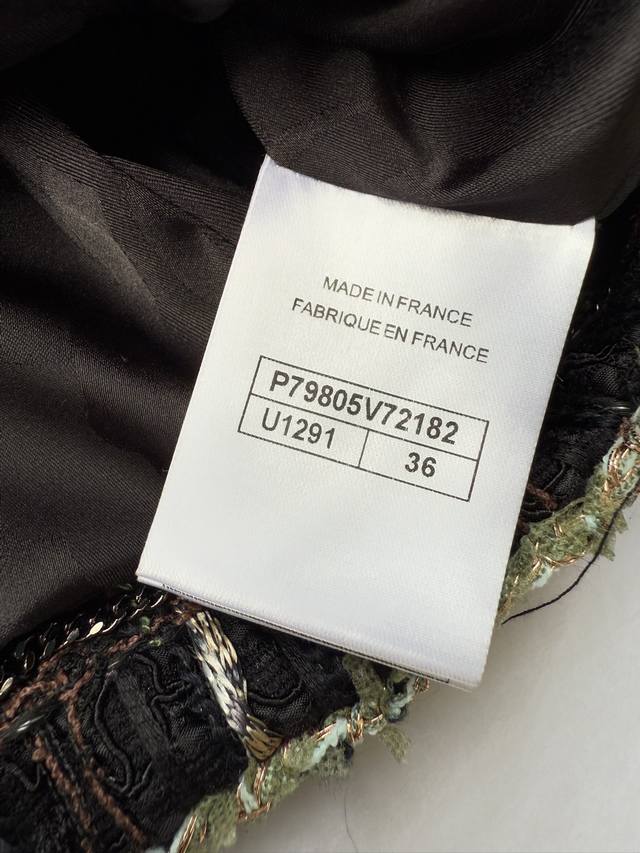 MADE IN FRANCE
FABRIQUE EN FRANCE
P79805V72182
U1291 36